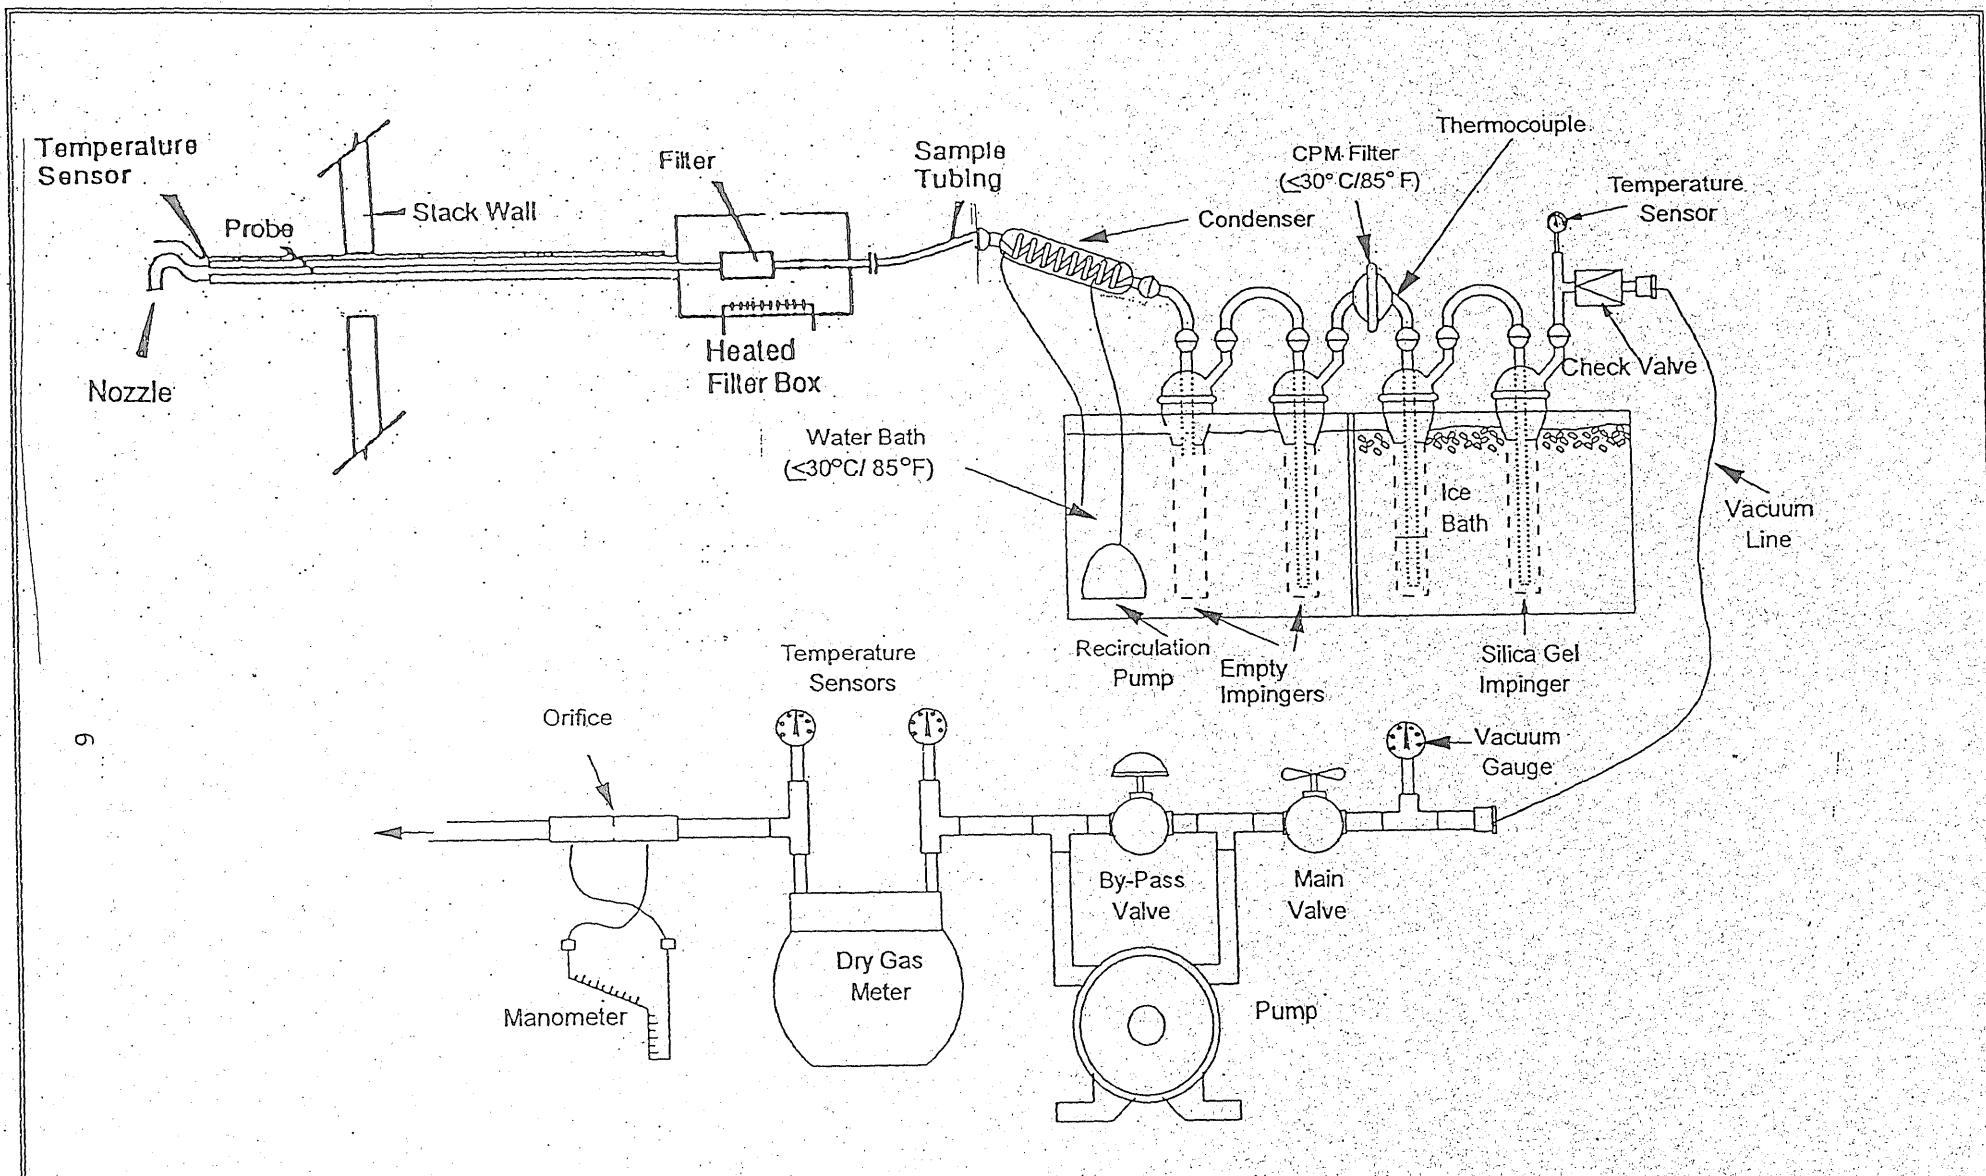 Temperature
Sensor
Probe
Stack Wall
Nozzle
Filter
Heated
Filter Box
Sample
Tubing
Condenser
CPM Filter
(≤30° C/85° F)
Thermocouple
Temperature
Sensor
Check Valve
Water Bath
(≤30°C/ 85°F)
Ice
Bath
Vacuum
Line
Recirculation
Pump
Empty
Impingers
Silica Gel
Impinger
Temperature
Sensors
Orifice
Vacuum
Gauge
By-Pass
Valve
Main
Valve
Dry Gas
Meter
Manometer
Pump
6